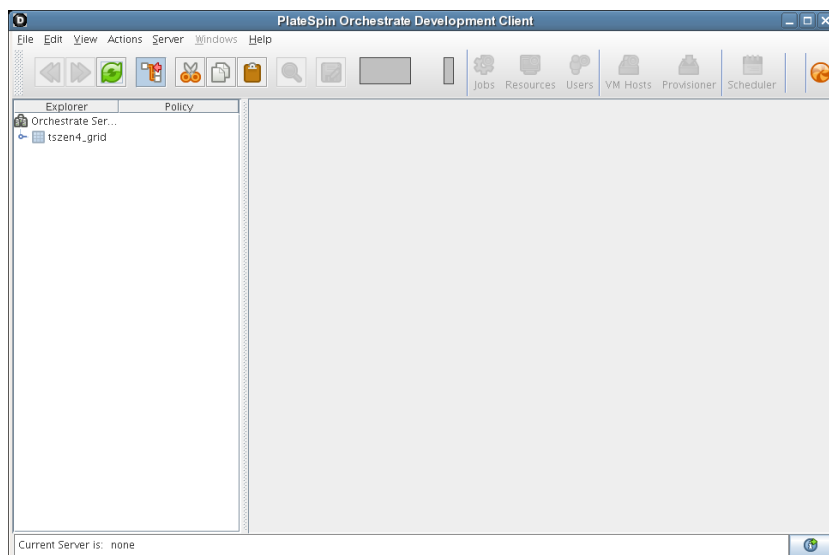 PlateSpin Orchestrate Development Client
File Edit View Actions Server Windows Help
Jobs Resources Users VM Hosts Provisioner Scheduler
Explorer Policy
Orchestrate Ser...
tszen4_grid
Current Server is: none